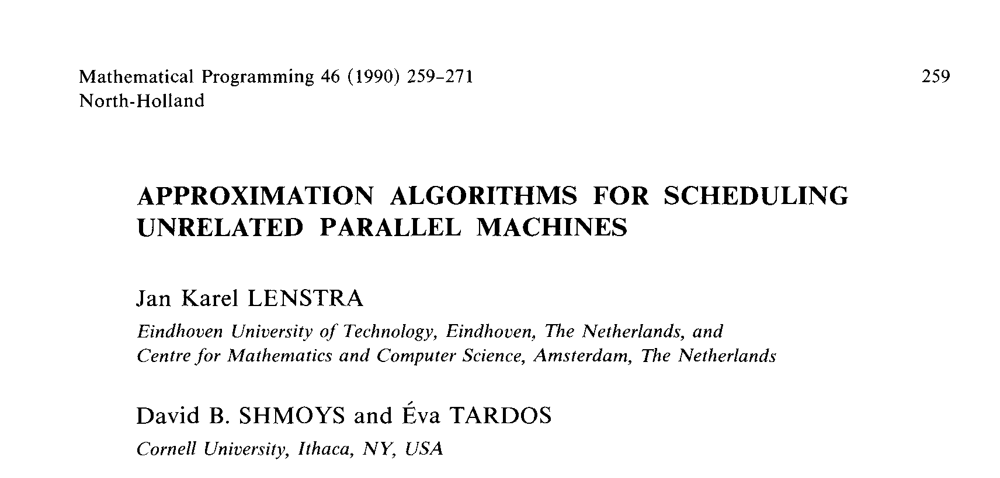 Mathematical Programming 46 (1990) 259-271 259
North-Holland
APPROXIMATION ALGORITHMS FOR SCHEDULING
UNRELATED PARALLEL MACHINES
Jan Karel LENSTRA
Eindhoven University of Technology, Eindhoven, The Netherlands, and
Centre for Mathematics and Computer Science, Amsterdam, The Netherlands
David B. SHMOYS and Éva TARDOS
Cornell University, Ithaca, NY, USA